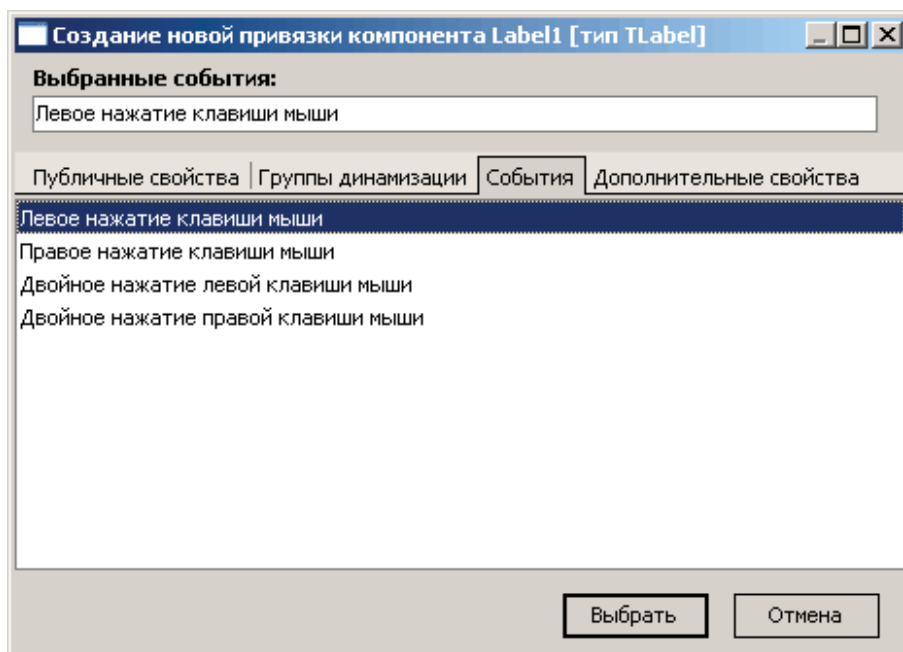 Создание новой привязки компонента Label1 [тип TLabel]
Выбранные события:
Левое нажатие клавиши мыши
Публичные свойства Группы динамизации События Дополнительные свойства
Левое нажатие клавиши мыши
Правое нажатие клавиши мыши
Двойное нажатие левой клавиши мыши
Двойное нажатие правой клавиши мыши
Выбрать Отмена